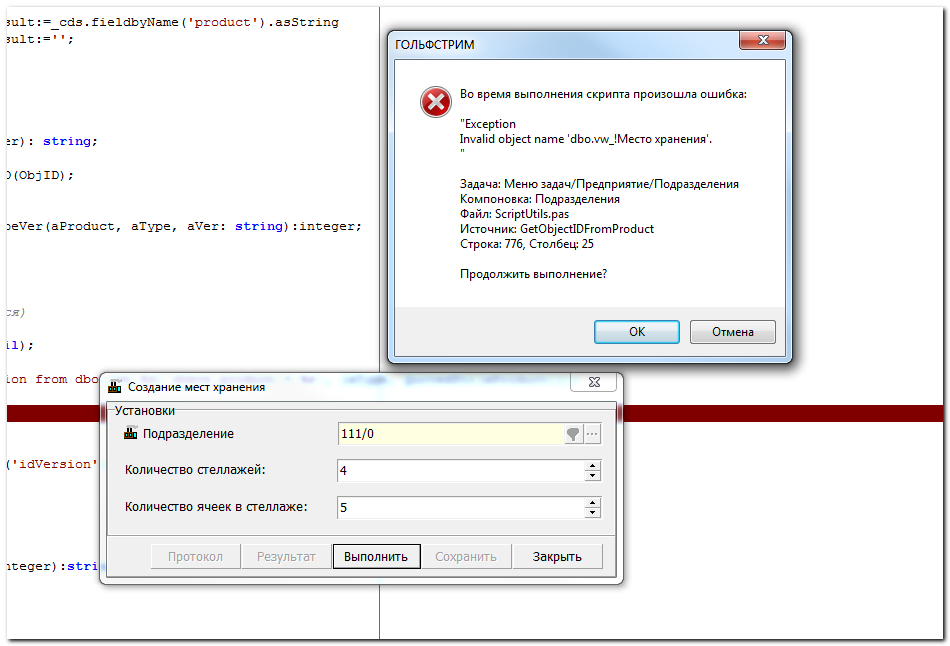 sult:=_cds.fieldbyName('product').asString
sult:='';
er): string;
D(ObjID);
peVer(aProduct, aType, aVer: string):integer;
ся)
il);
ion from dbo
('idVersion'
nteger):stri
ГОЛЬФСТРИМ
Во время выполнения скрипта произошла ошибка:
"Exception
Invalid object name 'dbo.vw_!Место хранения'.
"
Задача: Меню задач/Предприятие/Подразделения
Компоновка: Подразделения
Файл: ScriptUtils.pas
Источник: GetObjectIDFromProduct
Строка: 776, Столбец: 25
Продолжить выполнение?
OK Отмена
Создание мест хранения
Установки
Подразделение 111/0
Количество стеллажей: 4
Количество ячеек в стеллаже: 5
Протокол Результат Выполнить Сохранить Закрыть